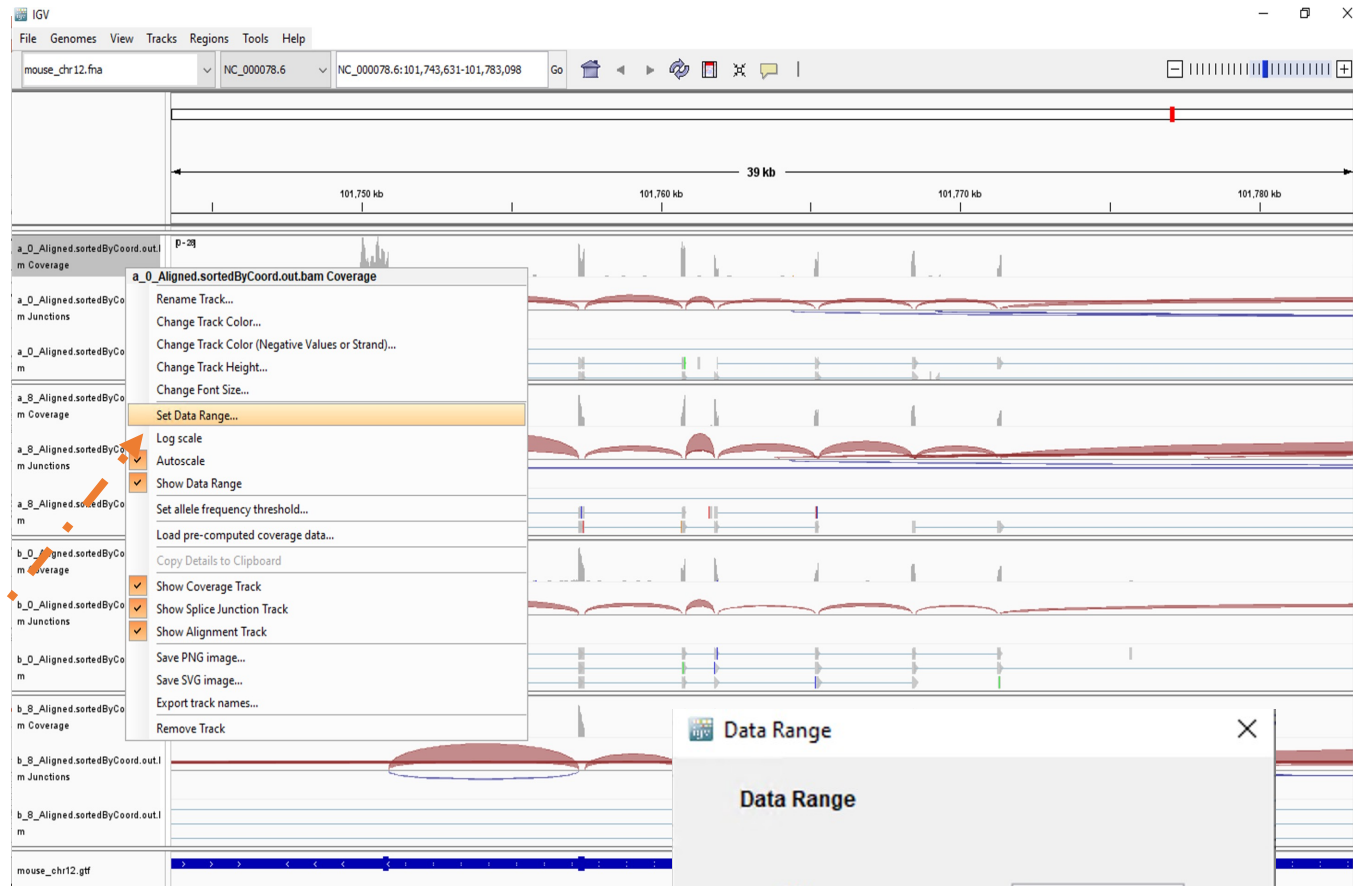 IGV
File Genomes View Tracks Regions Tools Help
mouse_chr12.fna NC_000078.6 NC_000078.6:101,743,631-101,783,098 Go
39 kb
101,750 kb 101,760 kb 101,770 kb 101,780 kb
a_0_Aligned.sortedByCoord.out.l
m Coverage
[0 - 28]
a_0_Aligned.sortedByCoord.out.bam Coverage
a_0_Aligned.sortedByCo
m Junctions
a_0_Aligned.sortedByCo
m
a_8_Aligned.sortedByCo
m Coverage
a_8_Aligned.sortedByCo
m Junctions
a_8_Aligned.sortedByCo
m
b_0_Aligned.sortedByCo
m Coverage
b_0_Aligned.sortedByCo
m Junctions
b_0_Aligned.sortedByCo
m
b_8_Aligned.sortedByCo
m Coverage
b_8_Aligned.sortedByCoord.out.l
m Junctions
b_8_Aligned.sortedByCoord.out.l
m
mouse_chr12.gtf
Rename Track...
Change Track Color...
Change Track Color (Negative Values or Strand)...
Change Track Height...
Change Font Size...
Set Data Range...
Log scale
Autoscale
Show Data Range
Set allele frequency threshold...
Load pre-computed coverage data...
Copy Details to Clipboard
Show Coverage Track
Show Splice Junction Track
Show Alignment Track
Save PNG image...
Save SVG image...
Export track names...
Remove Track
Data Range
Data Range